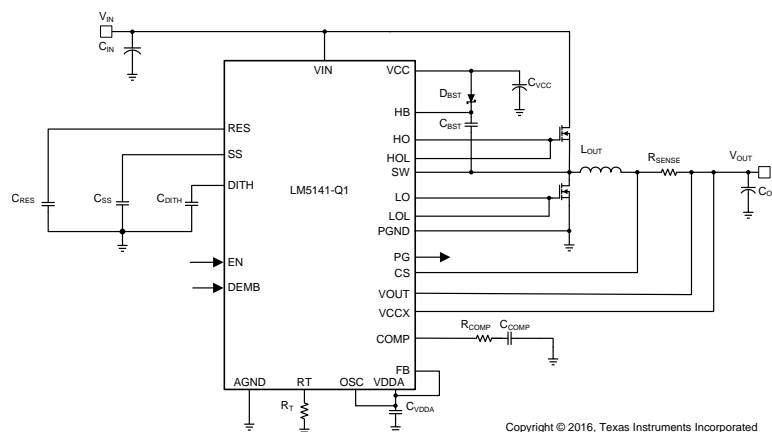 VIN
CIN
VIN
VCC
DBST
CVCC
HB
CBST
RES
HO
SS
HOL
LOUT
RSENSE
VOUT
SW
DITH
LM5141-Q1
LO
CRES
CSS
CDITH
CO
LOL
PGND
EN
PG
CS
DEMB
VOUT
VCCX
RCOMP
CCOMP
COMP
FB
AGND
RT
OSC
VDDA
RT
CVDDA
Copyright © 2016, Texas Instruments Incorporated